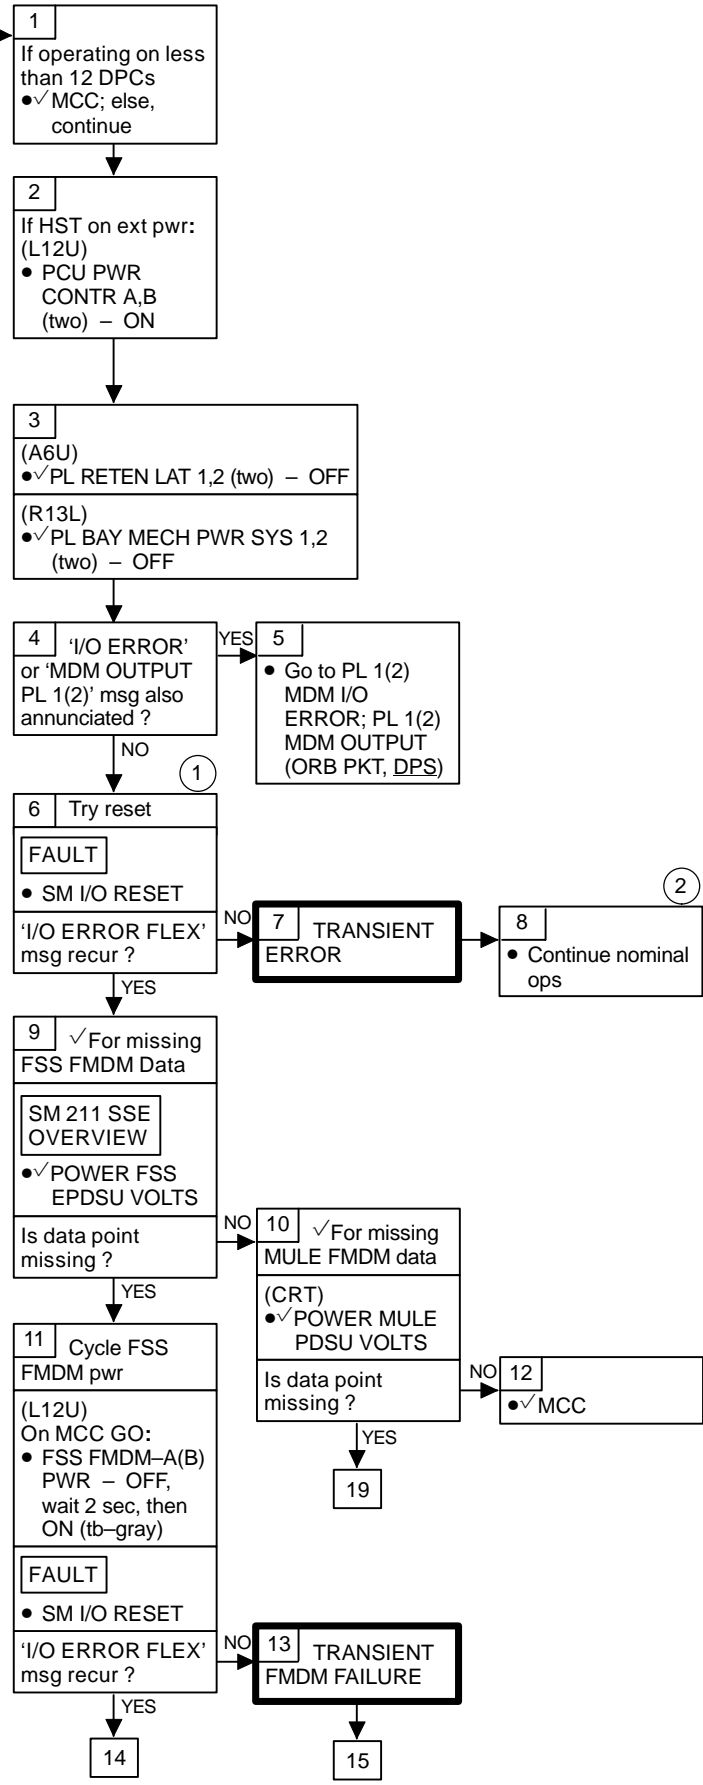 1
If operating on less
than 12 DPCs
●√MCC; else,
continue
2
If HST on ext pwr:
(L12U)
● PCU PWR
CONTR A,B
(two) – ON
3
(A6U)
●√PL RETEN LAT 1,2 (two) – OFF
(R13L)
●√PL BAY MECH PWR SYS 1,2
(two) – OFF
4 'I/O ERROR'
or 'MDM OUTPUT
PL 1(2)' msg also
annunciated ?
YES
5
● Go to PL 1(2)
MDM I/O
ERROR; PL 1(2)
MDM OUTPUT
(ORB PKT, DPS)
NO
1
6 Try reset
FAULT
● SM I/O RESET
'I/O ERROR FLEX'
msg recur ?
NO
7 TRANSIENT
ERROR
2
8
● Continue nominal
ops
YES
9 √For missing
FSS FMDM Data
SM 211 SSE
OVERVIEW
●√POWER FSS
EPDSU VOLTS
Is data point
missing ?
NO
10 √For missing
MULE FMDM data
(CRT)
●√POWER MULE
PDSU VOLTS
Is data point
missing ?
NO
12
●√MCC
YES
19
YES
11 Cycle FSS
FMDM pwr
(L12U)
On MCC GO:
● FSS FMDM–A(B)
PWR – OFF,
wait 2 sec, then
ON (tb–gray)
FAULT
● SM I/O RESET
'I/O ERROR FLEX'
msg recur ?
NO
13 TRANSIENT
FMDM FAILURE
YES
14
15